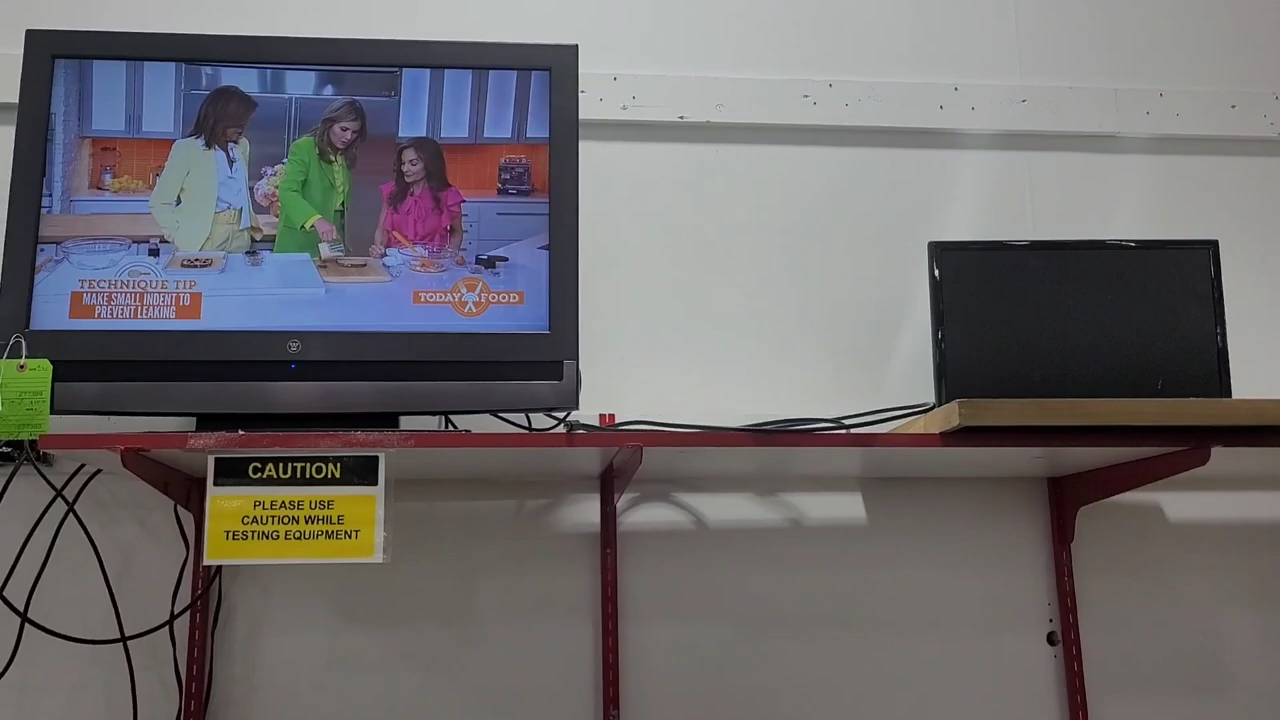 TECHNIQUE TIP
MAKE SMALL INDENT TO
PREVENT LEAKING
TODAY FOOD
CAUTION
PLEASE USE
CAUTION WHILE
TESTING EQUIPMENT